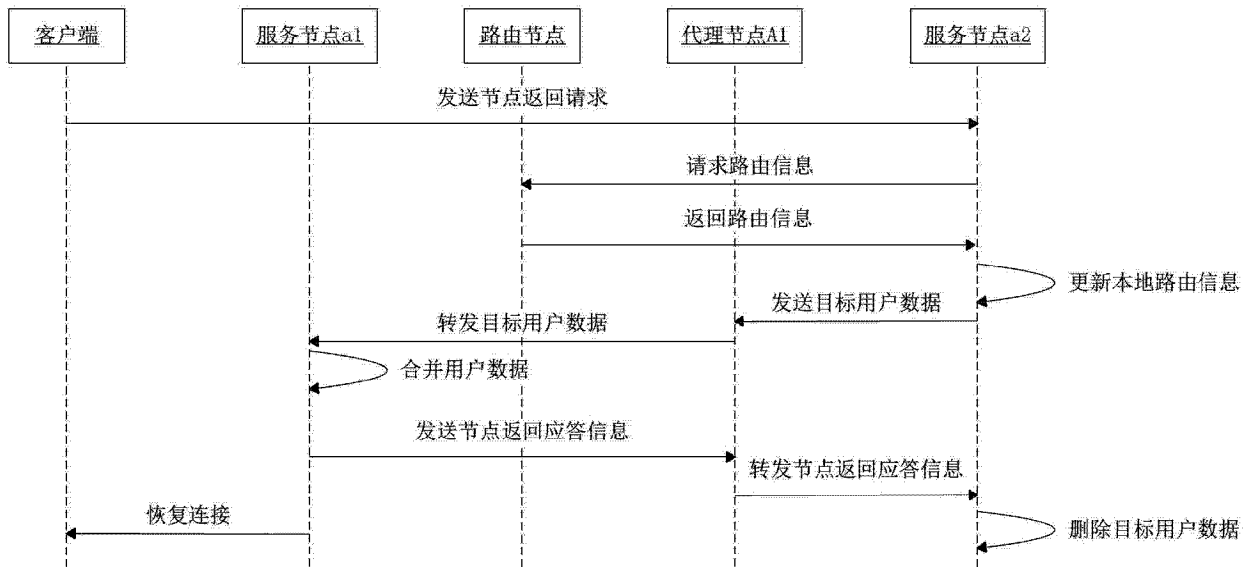 客户端
服务节点a1
路由节点
代理节点A1
服务节点a2
发送节点返回请求
请求路由信息
返回路由信息
更新本地路由信息
发送目标用户数据
转发目标用户数据
合并用户数据
发送节点返回应答信息
转发节点返回应答信息
恢复连接
删除目标用户数据